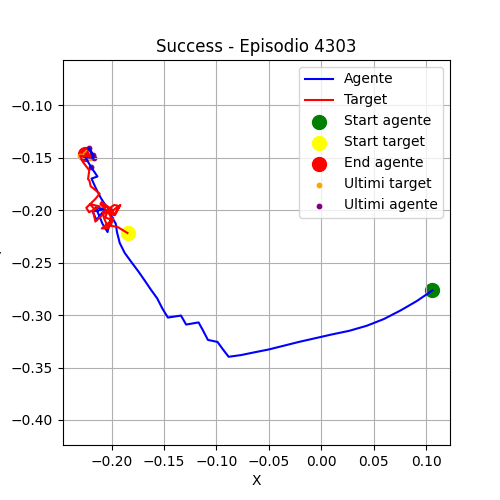 Success - Episodio 4303
Agente
Target
Start agente
Start target
End agente
Ultimi target
Ultimi agente
−0.10
−0.15
−0.20
−0.25
−0.30
−0.35
−0.40
−0.20 −0.15 −0.10 −0.05 0.00 0.05 0.10
X